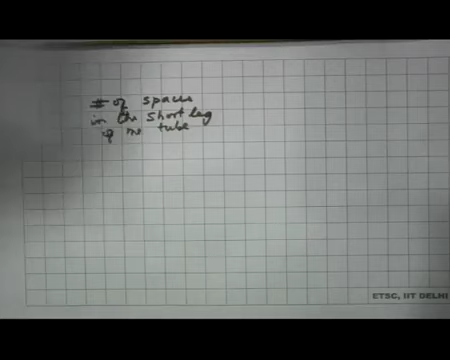 # of spaces
in the short leg
of the tube
ETSC, IIT DELHI